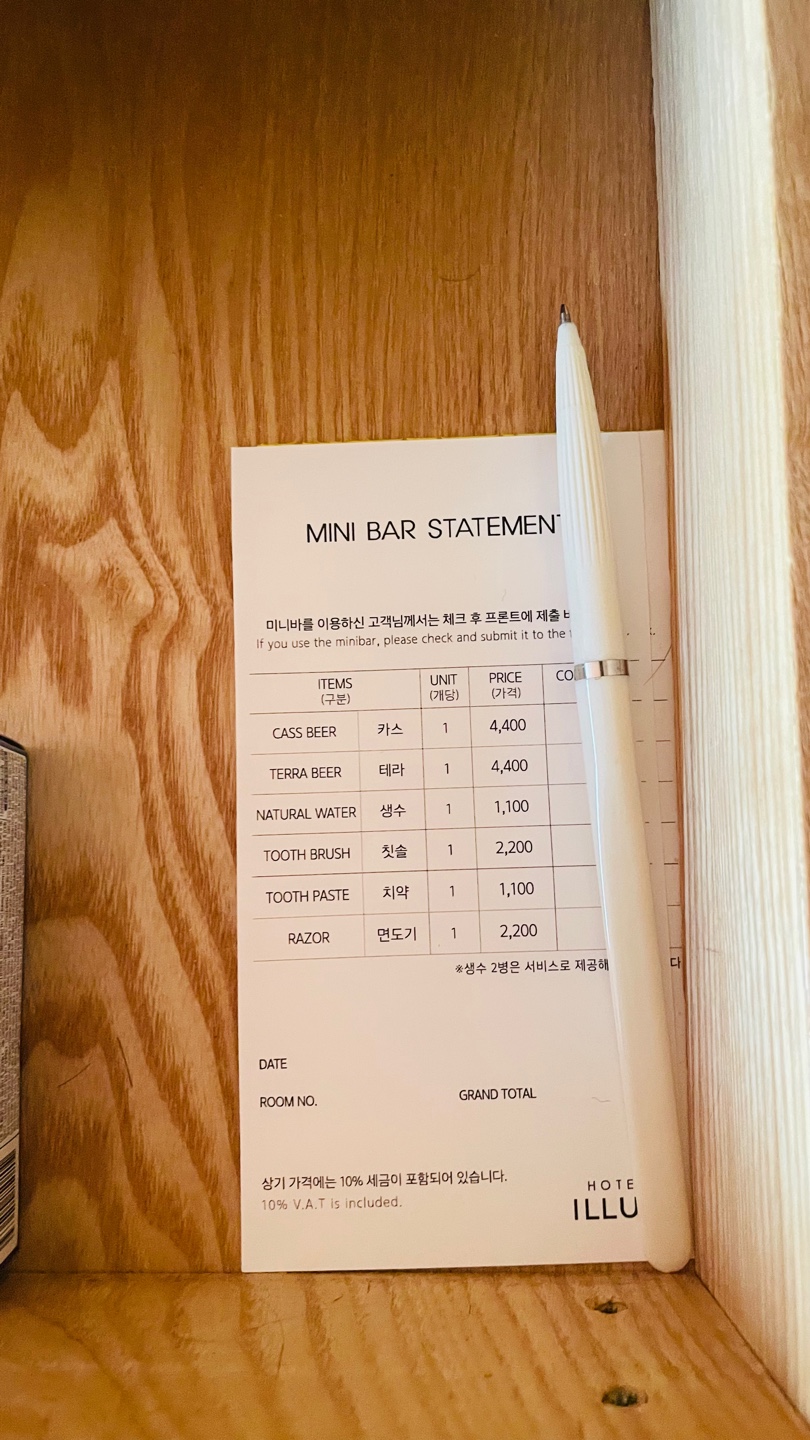 MINI BAR STATEMENT
미니바를 이용하신 고객님께서는 체크 후 프론트에 제출
If you use the minibar, please check and submit it to the
ITEMS UNIT PRICE
(구분) (개당) (가격)
CASS BEER 카스 1 4,400
TERRA BEER 테라 1 4,400
NATURAL WATER 생수 1 1,100
TOOTH BRUSH 칫솔 1 2,200
TOOTH PASTE 치약 1 1,100
RAZOR 면도기 1 2,200
※생수 2병은 서비스로
DATE
ROOM NO. GRAND TOTAL
상기 가격에는 10% 세금이 포함되어 있습니다.
10% V.A.T is included.
HOTE
ILLU